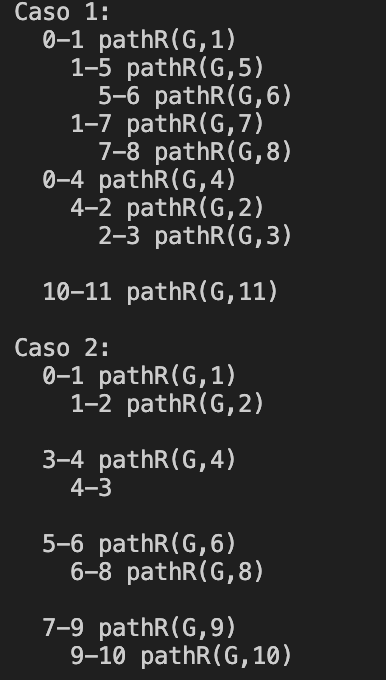 Caso 1:
  0-1 pathR(G,1)
    1-5 pathR(G,5)
      5-6 pathR(G,6)
    1-7 pathR(G,7)
      7-8 pathR(G,8)
  0-4 pathR(G,4)
    4-2 pathR(G,2)
      2-3 pathR(G,3)

  10-11 pathR(G,11)

Caso 2:
  0-1 pathR(G,1)
    1-2 pathR(G,2)

  3-4 pathR(G,4)
    4-3

  5-6 pathR(G,6)
    6-8 pathR(G,8)

  7-9 pathR(G,9)
    9-10 pathR(G,10)